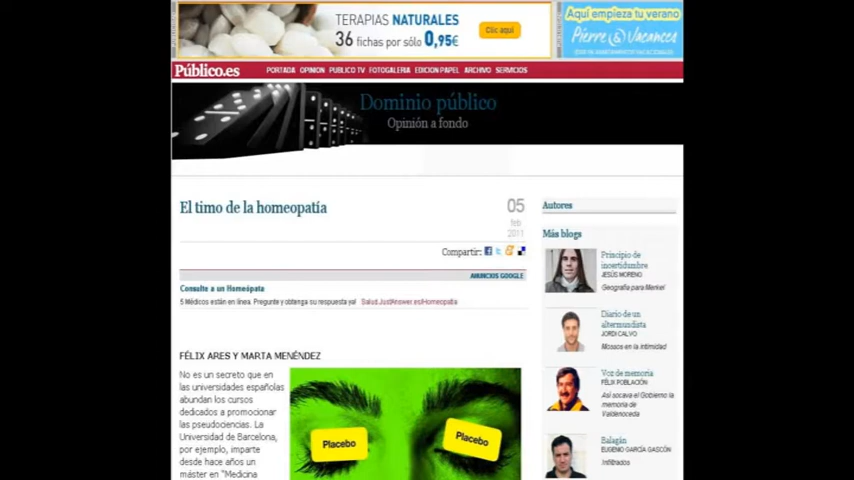 TERAPIAS NATURALES
36 fichas por sólo 0,95€
Clic aquí
Aquí empieza tu verano
Pierre & Vacances
Público.es
PORTADA OPINION PUBLICO TV FOTOGALERIA EDICION PAPEL ARCHIVO SERVICIOS
Dominio público
Opinión a fondo
El timo de la homeopatía
05
feb
2011
Compartir:
ANUNCIOS GOOGLE
Consulte a un Homeópata
5 Médicos están en línea. Pregunte y obtenga su respuesta ya! Salud.JustAnswer.es/Homeopatia
FÉLIX ARES Y MARTA MENÉNDEZ
No es un secreto que en
las universidades españolas
abundan los cursos
dedicados a promocionar
las pseudociencias. La
Universidad de Barcelona,
por ejemplo, imparte
desde hace años un
máster en "Medicina
Placebo
Placebo
Autores
Más blogs
Principio de
incertidumbre
JESÚS MORENO
Geografía para Merkel
Diario de un
altermundista
JORDI CALVO
Mossos en la intimidad
Voz de memoria
FÉLIX POBLACIÓN
Así socava el Gobierno la
memoria de
Valdenoceda
Balagán
EUGENIO GARCÍA GASCÓN
Infiltrados